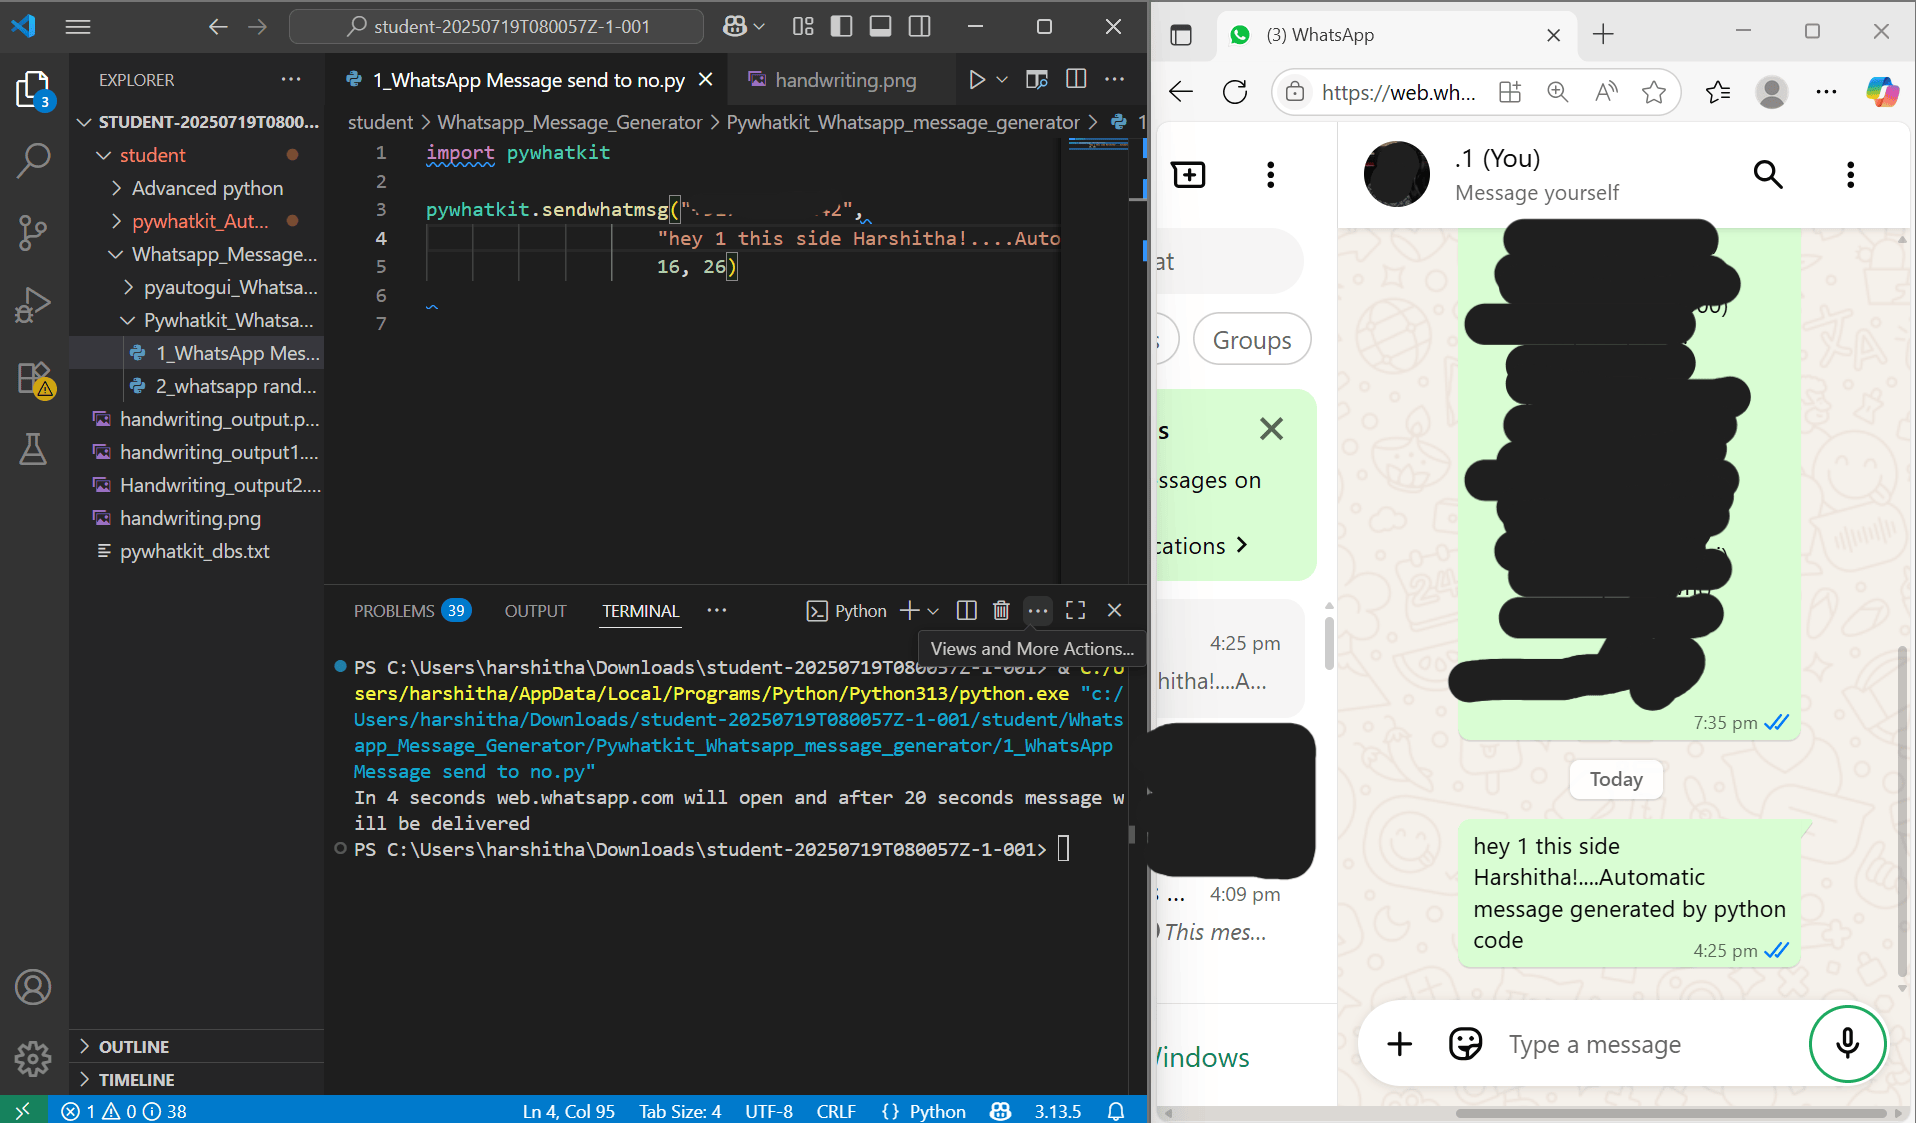 student-20250719T080057Z-1-001
EXPLORER
3
STUDENT-20250719T0800...
student
Advanced python
pywhatkit_Aut...
Whatsapp_Message...
pyautogui_Whatsa...
Pywhatkit_Whatsa...
1_WhatsApp Mes...
2_whatsapp rand...
handwriting_output.p...
handwriting_output1....
Handwriting_output2....
handwriting.png
pywhatkit_dbs.txt
OUTLINE
TIMELINE
1_WhatsApp Message send to no.py
handwriting.png
student > Whatsapp_Message_Generator > Pywhatkit_Whatsapp_message_generator > 1
1 import pywhatkit
2
3 pywhatkit.sendwhatmsg("
2",
4 "hey 1 this side Harshitha!....Auto
5 16, 26)
6
7
PROBLEMS 39 OUTPUT TERMINAL
Python
Views and More Actions...
PS C:\Users\harshitha\Downloads\student-20250719T080057Z-1-001> & C:/U
sers/harshitha/AppData/Local/Programs/Python/Python313/python.exe "c:/
Users/harshitha/Downloads/student-20250719T080057Z-1-001/student/Whats
app_Message_Generator/Pywhatkit_Whatsapp_message_generator/1_WhatsApp
Message send to no.py"
In 4 seconds web.whatsapp.com will open and after 20 seconds message w
ill be delivered
PS C:\Users\harshitha\Downloads\student-20250719T080057Z-1-001>
1 0 38
Ln 4, Col 95 Tab Size: 4 UTF-8 CRLF {} Python 3.13.5
(3) WhatsApp
https://web.wh...
at
s
Groups
s
ssages on
cations >
4:25 pm
hitha!....A...
s ...
4:09 pm
This mes...
Windows
.1 (You)
Message yourself
7:35 pm
Today
hey 1 this side
Harshitha!....Automatic
message generated by python
code
4:25 pm
Type a message